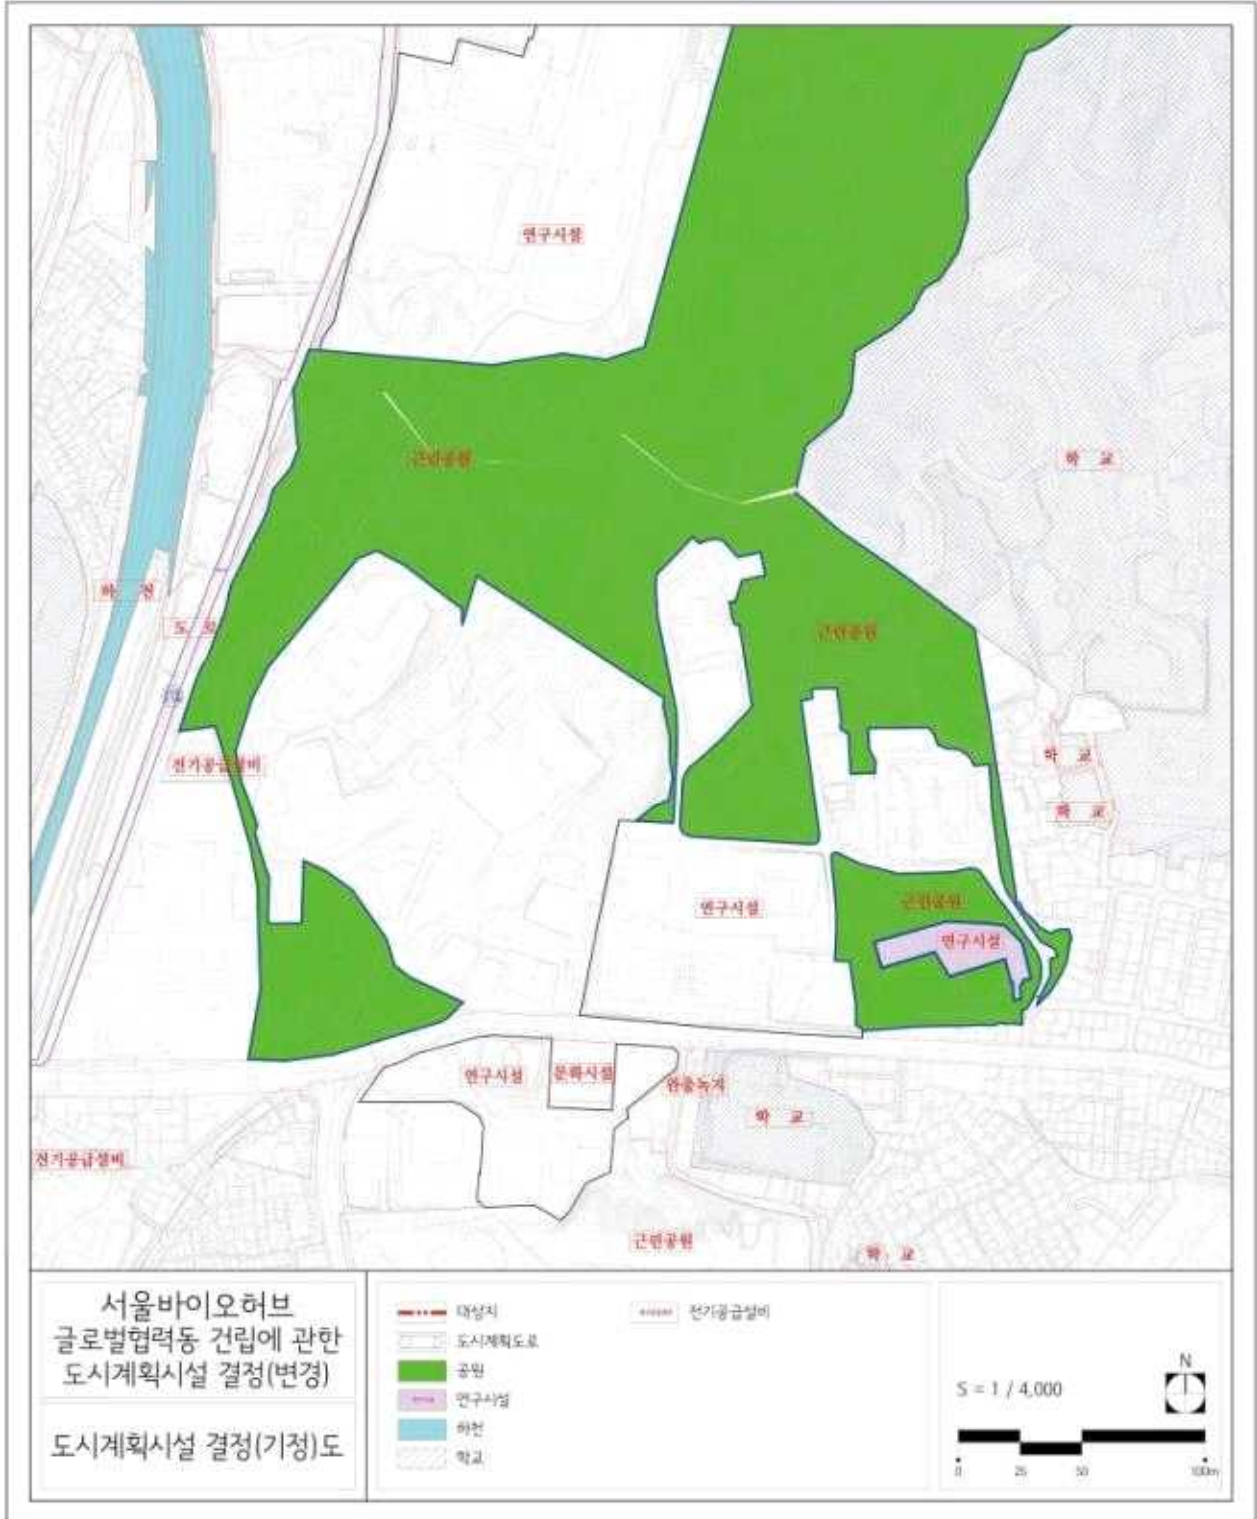 연구시설
근린공원
학 교
하 천
도 로
근린공원
학 교
전기공급설비
학 교
연구시설
근린공원
연구시설
연구시설
문화시설
완충녹지
학 교
전기공급설비
근린공원
학 교
서울바이오허브
글로벌협력동 건립에 관한
도시계획시설 결정(변경)
도시계획시설 결정(기정)도
대상지
전기공급설비
도시계획도로
공원
연구시설
하천
학교
N
S = 1 / 4,000
0 25 50 100m